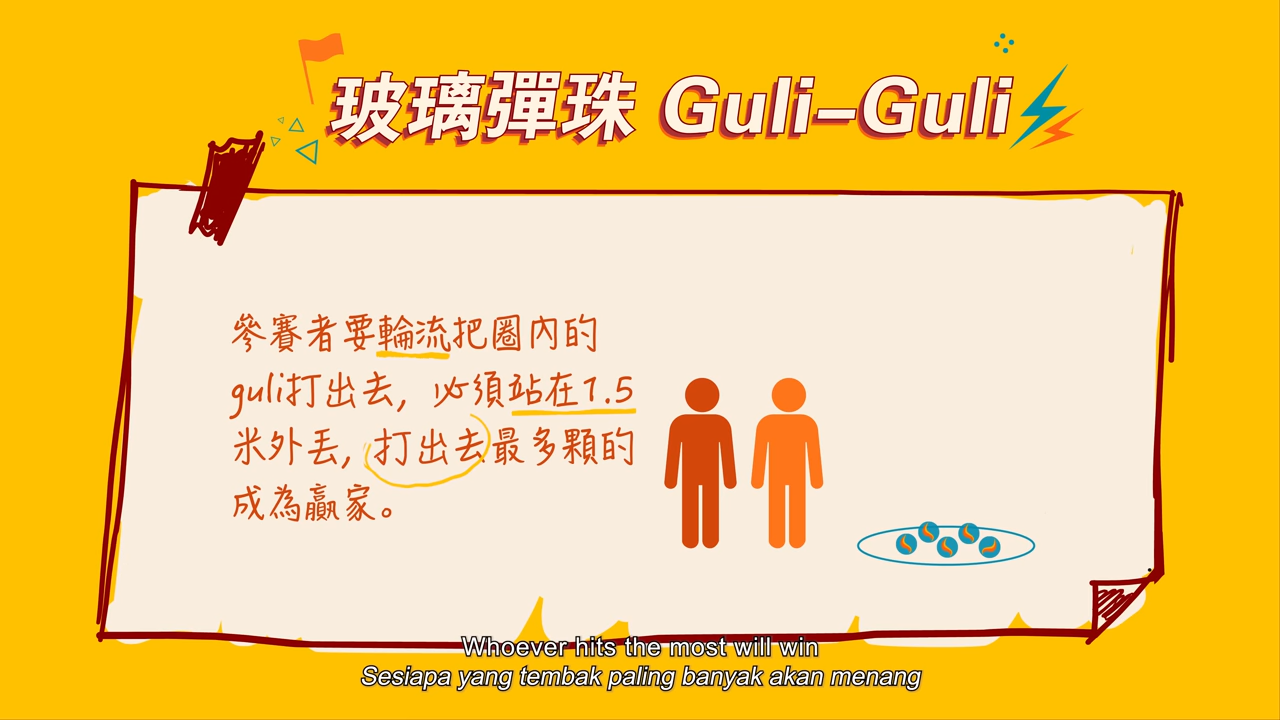 玻璃彈珠 Guli-Guli
參賽者要輪流把圈內的
guli打出去, 必須站在1.5
米外丟, 打出去最多顆的
成為贏家。
Whoever hits the most will win
Sesiapa yang tembak paling banyak akan menang